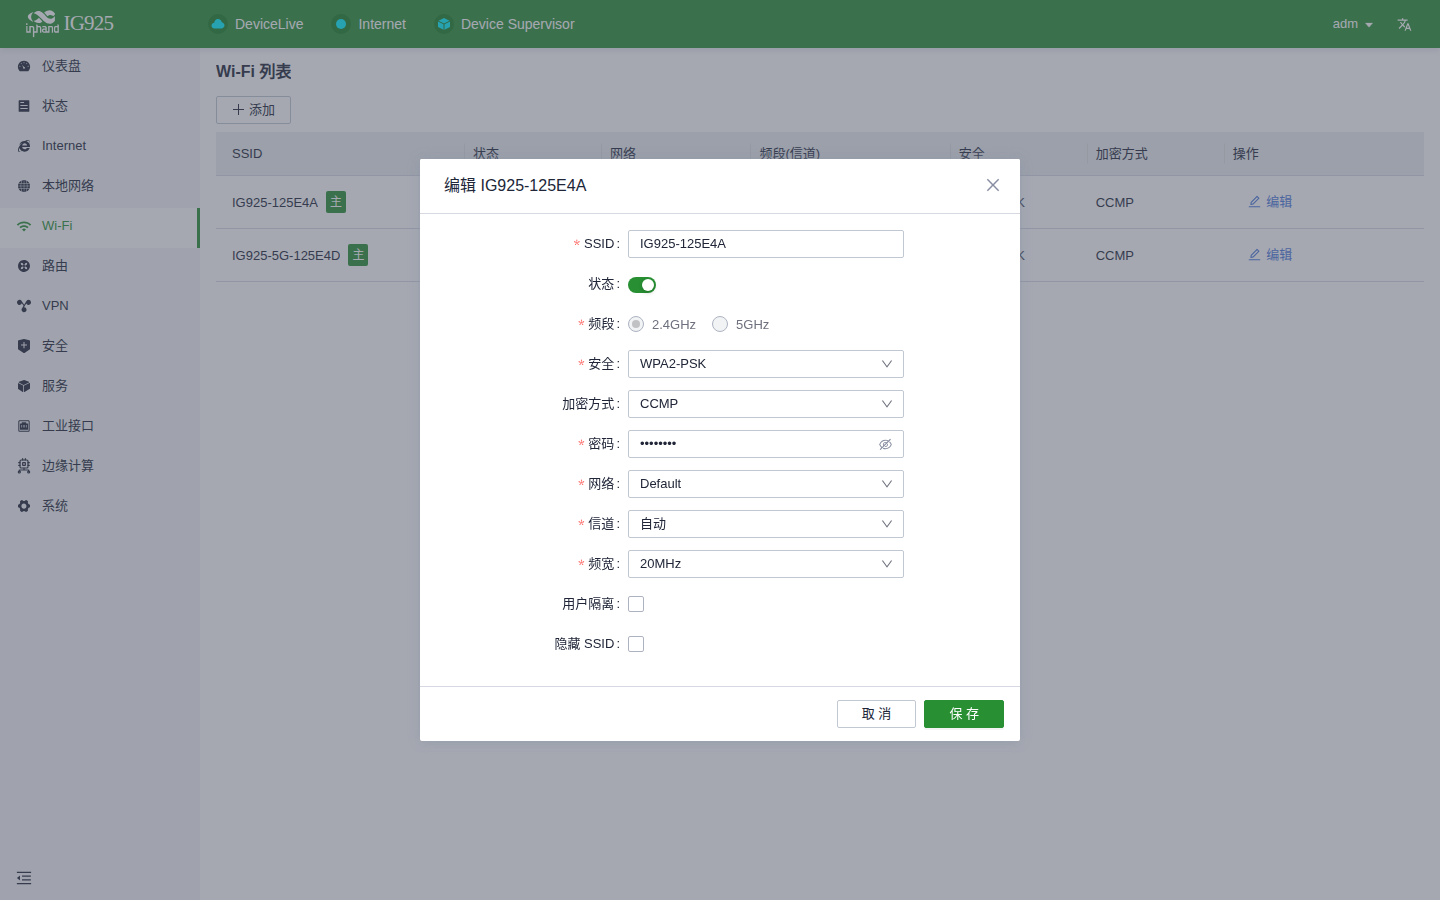 inhand IG925 DeviceLive Internet Device Supervisor adm
仪表盘
状态
Internet
本地网络
Wi-Fi
路由
VPN
安全
服务
工业接口
边缘计算
系统
Wi-Fi 列表
添加
SSID 状态 网络 频段(信道) 安全 加密方式 操作
IG925-125E4A 主 CCMP 编辑
IG925-5G-125E4D 主 CCMP 编辑
编辑 IG925-125E4A
* SSID: IG925-125E4A
状态:
* 频段: 2.4GHz 5GHz
* 安全: WPA2-PSK
加密方式: CCMP
* 密码: ••••••••
* 网络: Default
* 信道: 自动
* 频宽: 20MHz
用户隔离:
隐藏 SSID:
取 消 保 存